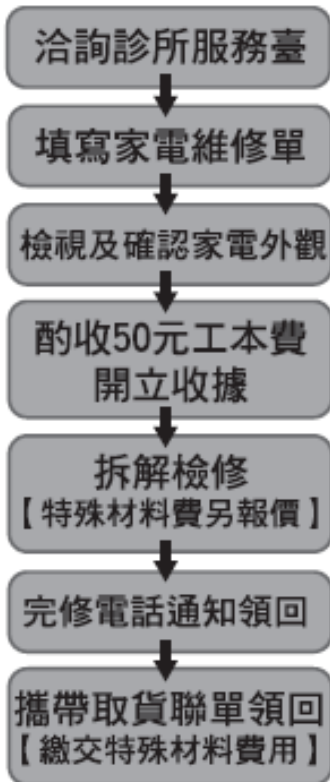 洽詢診所服務臺
填寫家電維修單
檢視及確認家電外觀
酌收50元工本費
開立收據
拆解檢修
【特殊材料費另報價】
完修電話通知領回
攜帶取貨聯單領回
【繳交特殊材料費用】